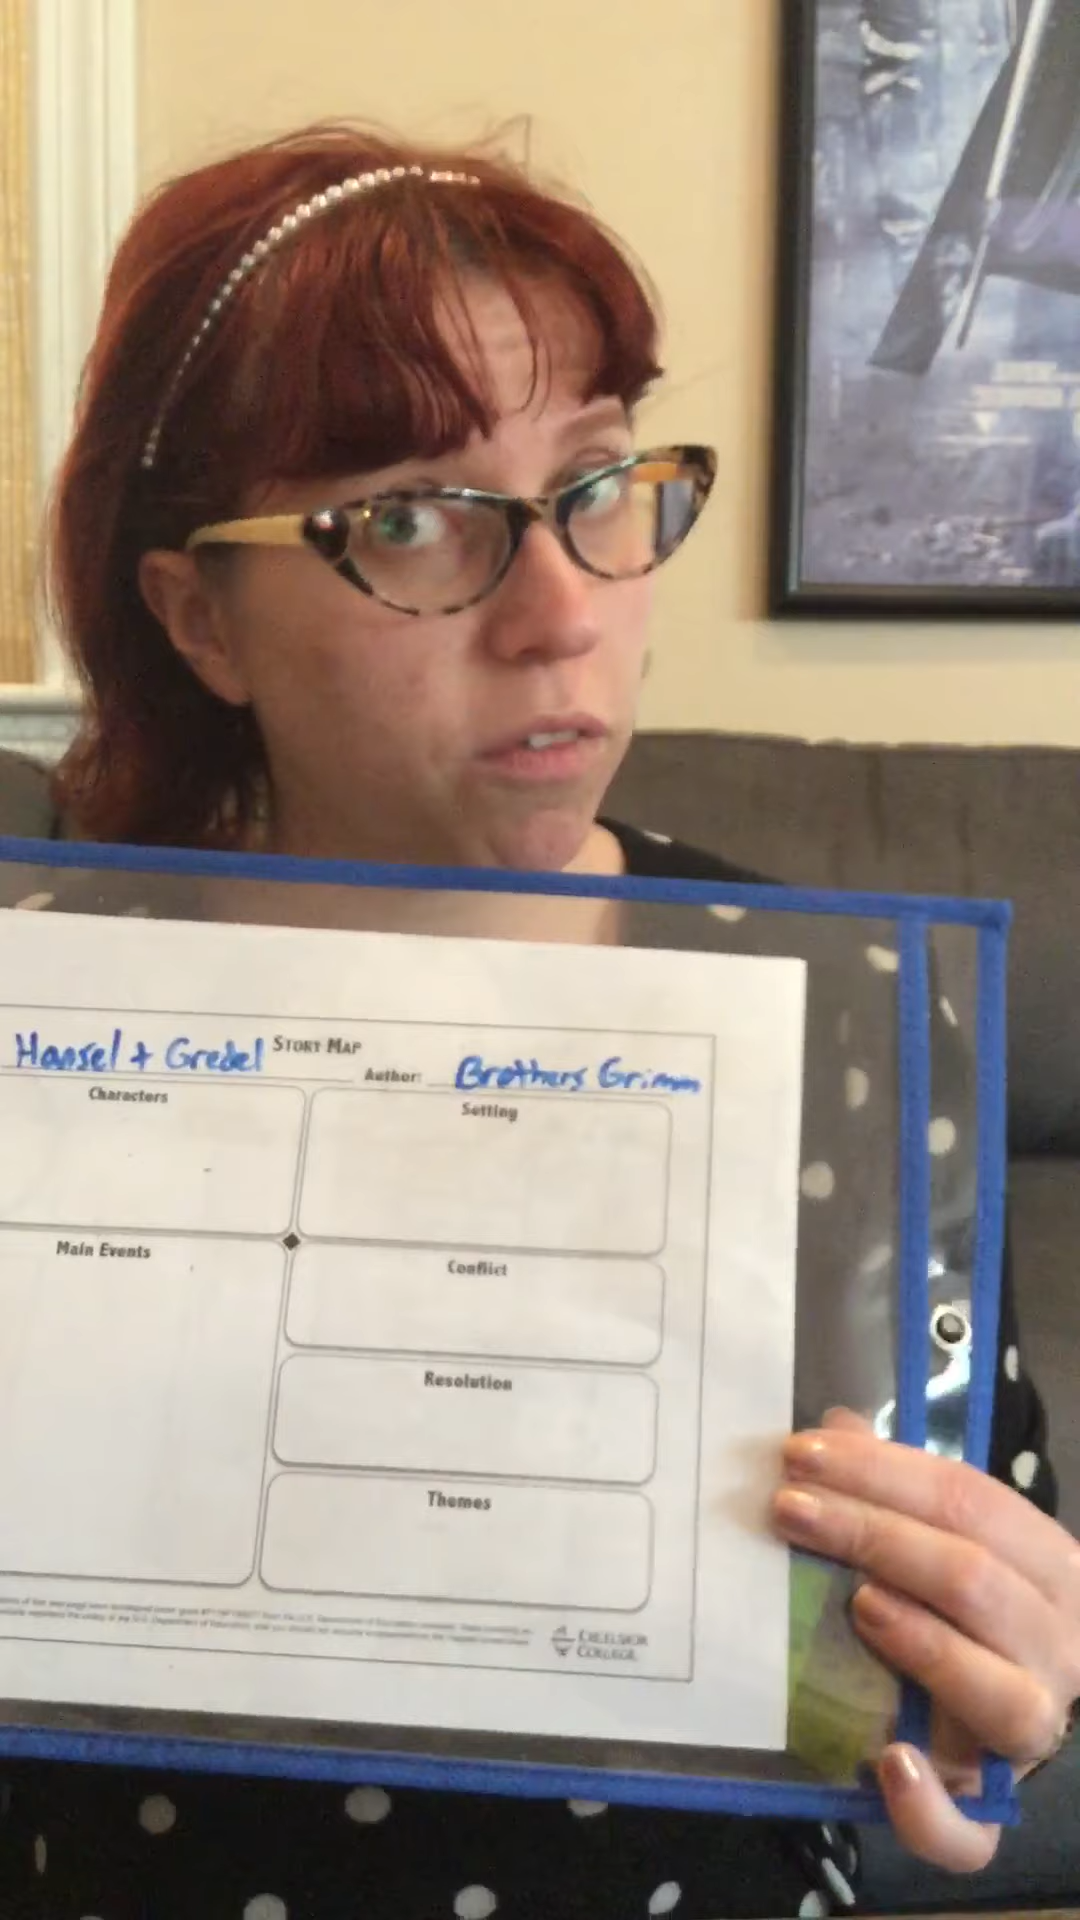 STORY MAP
Hansel + Gredel Author: Brothers Grimm
Characters
Setting
Main Events
Conflict
Resolution
Themes
EXCELSIOR
COLLEGE